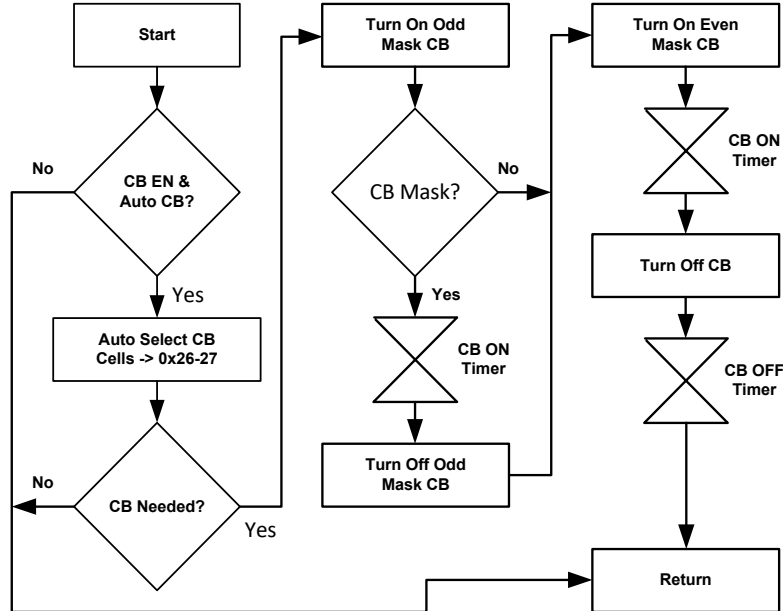 Start
No
CB EN &
Auto CB?
Yes
Auto Select CB
Cells -> 0x26-27
No
CB Needed?
Yes
Turn On Odd
Mask CB
CB Mask?
No
Yes
CB ON
Timer
Turn Off Odd
Mask CB
Turn On Even
Mask CB
CB ON
Timer
Turn Off CB
CB OFF
Timer
Return